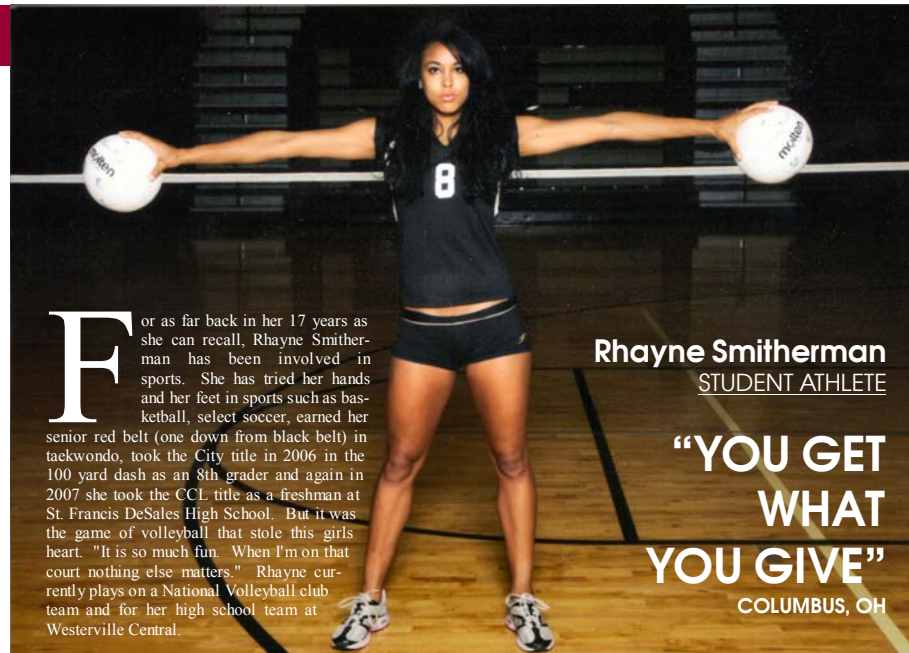 molten
molten
8
For as far back in her 17 years as
she can recall, Rhayne Smither-
man has been involved in
sports.  She has tried her hands
and her feet in sports such as bas-
ketball, select soccer, earned her
senior red belt (one down from black belt) in
taekwondo, took the City title in 2006 in the
100 yard dash as an 8th grader and again in
2007 she took the CCL title as a freshman at
St. Francis DeSales High School.  But it was
the game of volleyball that stole this girls
heart.  "It is so much fun.  When I'm on that
court nothing else matters."  Rhayne cur-
rently plays on a National Volleyball club
team and for her high school team at
Westerville Central.
Rhayne Smitherman
STUDENT ATHLETE
“YOU GET
WHAT
YOU GIVE”
COLUMBUS, OH